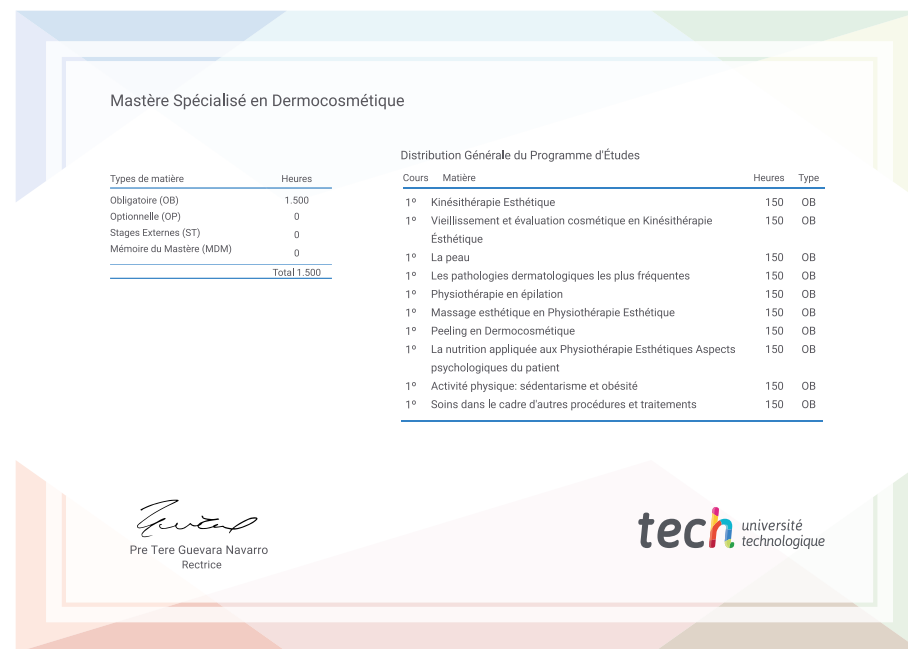 Mastère Spécialisé en Dermocosmétique
Types de matière Heures
Obligatoire (OB) 1.500
Optionnelle (OP) 0
Stages Externes (ST) 0
Mémoire du Mastère (MDM) 0
Total 1.500
Distribution Générale du Programme d'Études
Cours Matière Heures Type
1º Kinésithérapie Esthétique 150 OB
1º Vieillissement et évaluation cosmétique en Kinésithérapie 150 OB
Ésthétique
1º La peau 150 OB
1º Les pathologies dermatologiques les plus fréquentes 150 OB
1º Physiothérapie en épilation 150 OB
1º Massage esthétique en Physiothérapie Esthétique 150 OB
1º Peeling en Dermocosmétique 150 OB
1º La nutrition appliquée aux Physiothérapie Esthétiques Aspects 150 OB
psychologiques du patient
1º Activité physique: sédentarisme et obésité 150 OB
1º Soins dans le cadre d'autres procédures et traitements 150 OB
Pre Tere Guevara Navarro
Rectrice
tech université
technologique